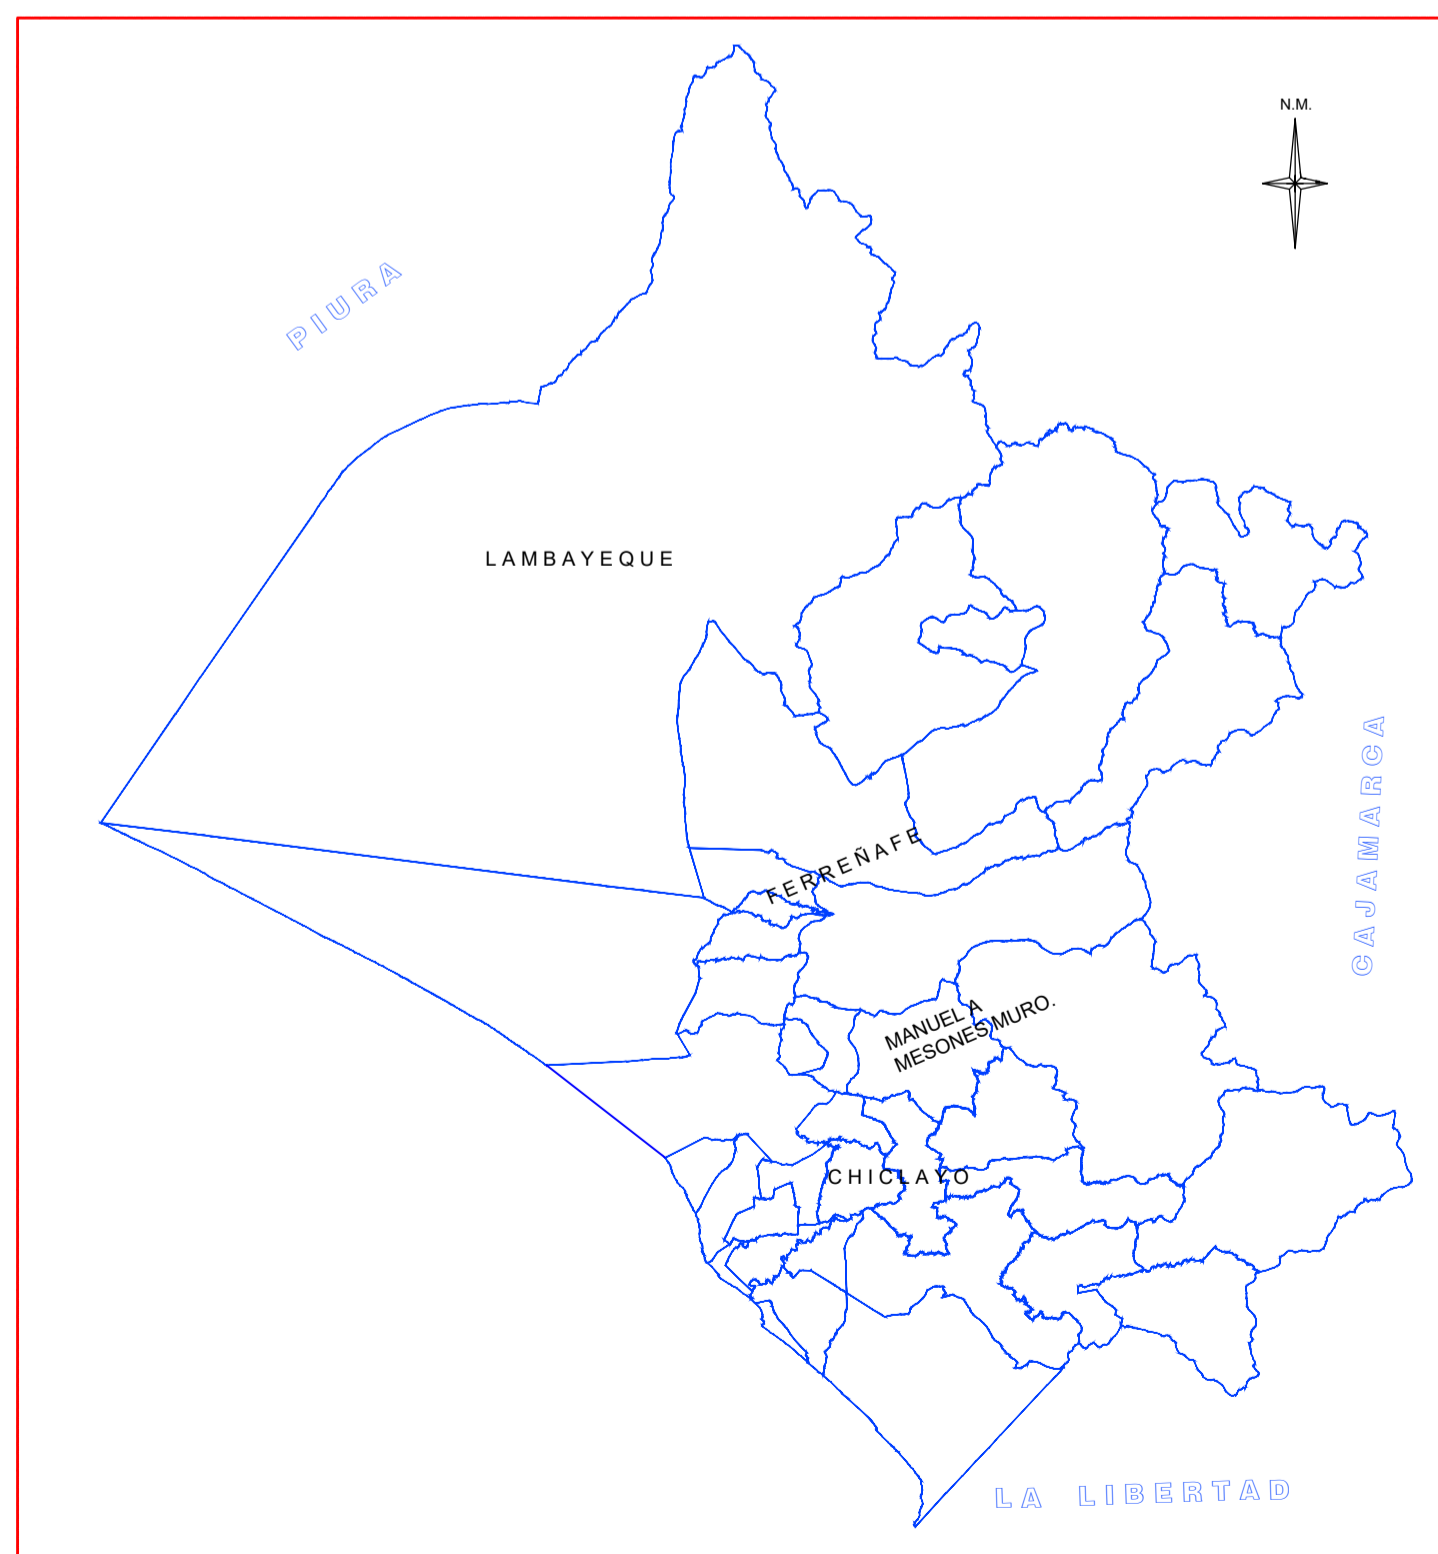 N.M.
PIURA
LAMBAYEQUE
CAJAMARCA
FERREÑAFE
MANUEL A
MESONES MURO.
CHICLAYO
LA LIBERTAD